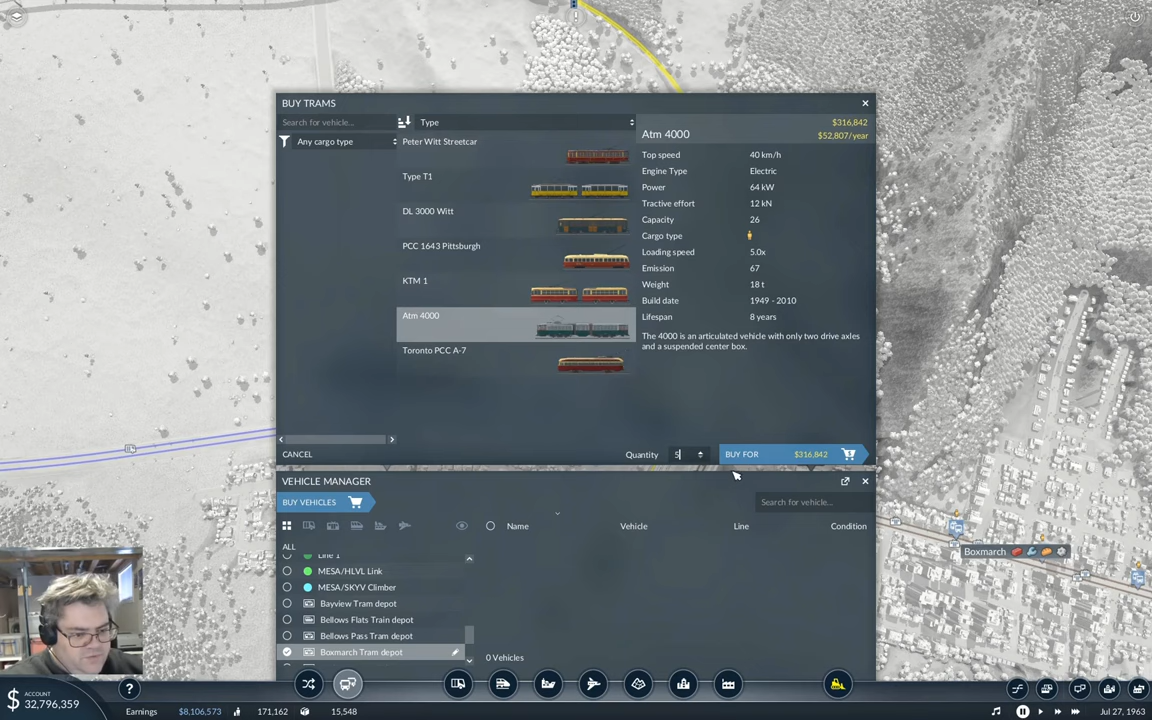 BUY TRAMS
Search for vehicle...
Type
Any cargo type
Peter Witt Streetcar
Type T1
DL 3000 Witt
PCC 1643 Pittsburgh
KTM 1
Atm 4000
Toronto PCC A-7
$316,842
Atm 4000
$52,807/year
Top speed 40 km/h
Engine Type Electric
Power 64 kW
Tractive effort 12 kN
Capacity 26
Cargo type
Loading speed 5.0x
Emission 67
Weight 18 t
Build date 1949 - 2010
Lifespan 8 years
The 4000 is an articulated vehicle with only two drive axles
and a suspended center box.
CANCEL
Quantity 5
BUY FOR $316,842
VEHICLE MANAGER
BUY VEHICLES
Search for vehicle...
Name Vehicle Line Condition
ALL
Line 1
MESA/HLVL Link
MESA/SKYV Climber
Bayview Tram depot
Bellows Flats Train depot
Bellows Pass Tram depot
Boxmarch Tram depot
0 Vehicles
Boxmarch
$ ACCOUNT
32,796,359
?
Earnings $8,106,573 171,162 15,548
Jul 27, 1963